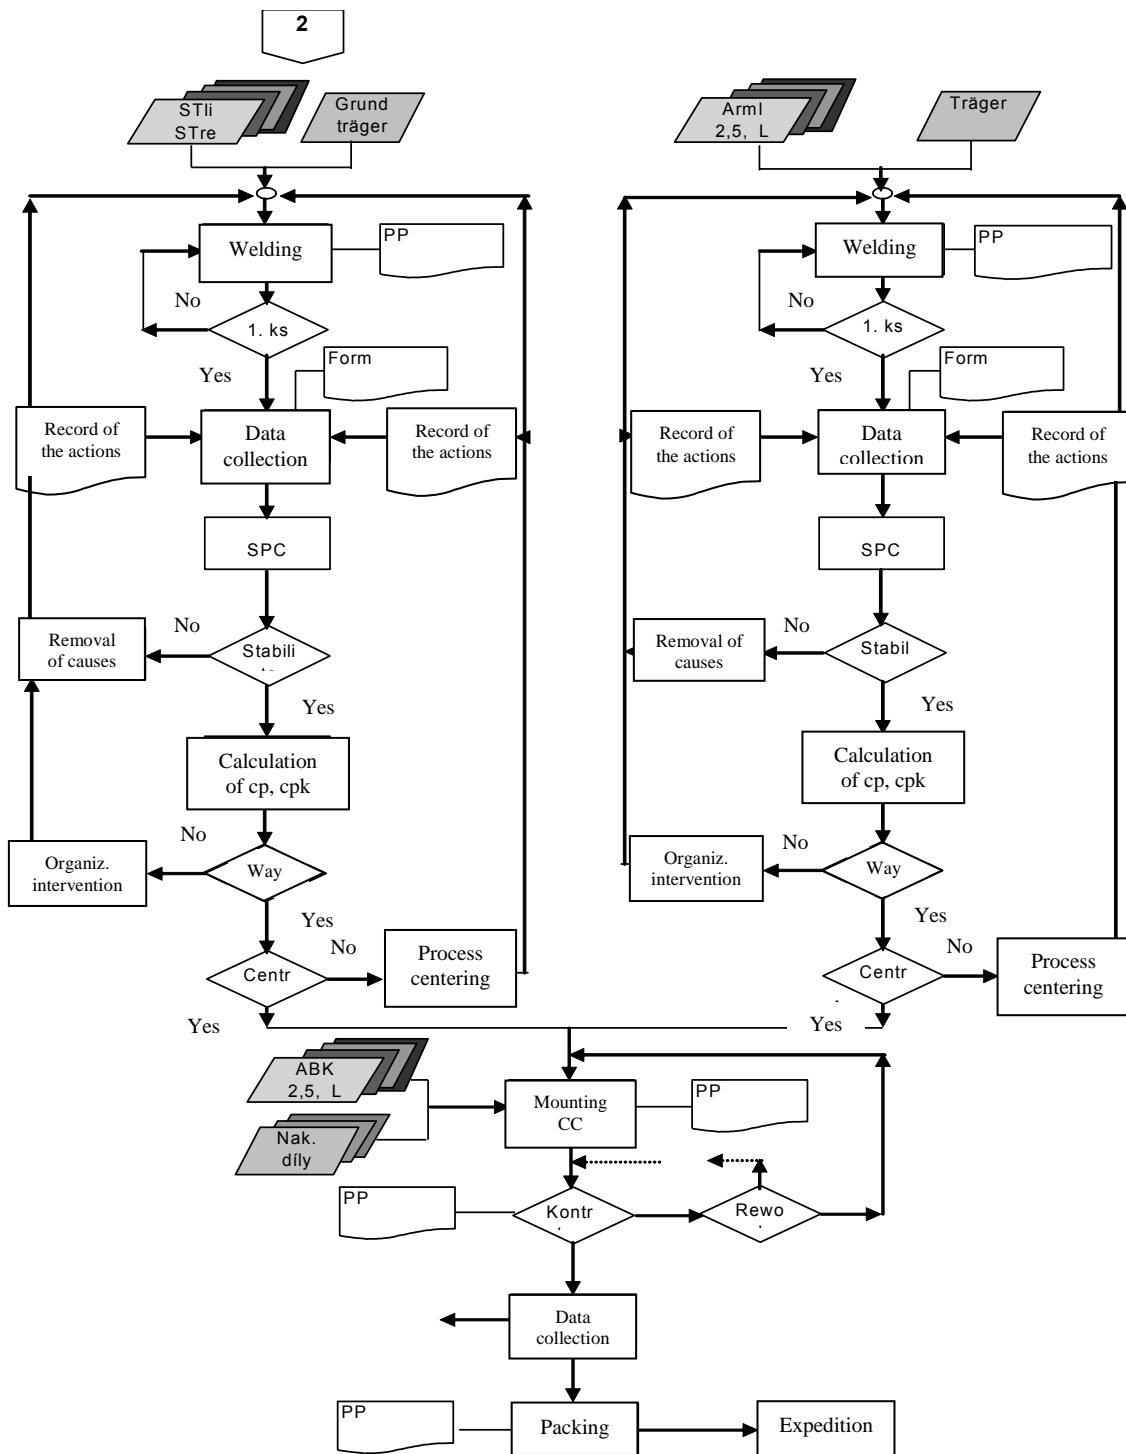 2
STli
STre
Grund
träger
Arml
2,5, L
Träger
Welding
PP
No
1. ks
Yes
Form
Record of
the actions
Data
collection
Record of
the actions
SPC
No
Removal
of causes
Stabili
Yes
Calculation
of cp, cpk
No
Organiz.
intervention
Way
Yes
No
Centr
Process
centering
Yes
Welding
PP
No
1. ks
Yes
Form
Record of
the actions
Data
collection
Record of
the actions
SPC
No
Removal of
causes
Stabil
Yes
Calculation
of cp, cpk
No
Organiz.
intervention
Way
Yes
No
Centr
Process
centering
Yes
ABK
2,5, L
Nak.
díly
Mounting
CC
PP
PP
Kontr
Rewo
Data
collection
PP
Packing
Expedition